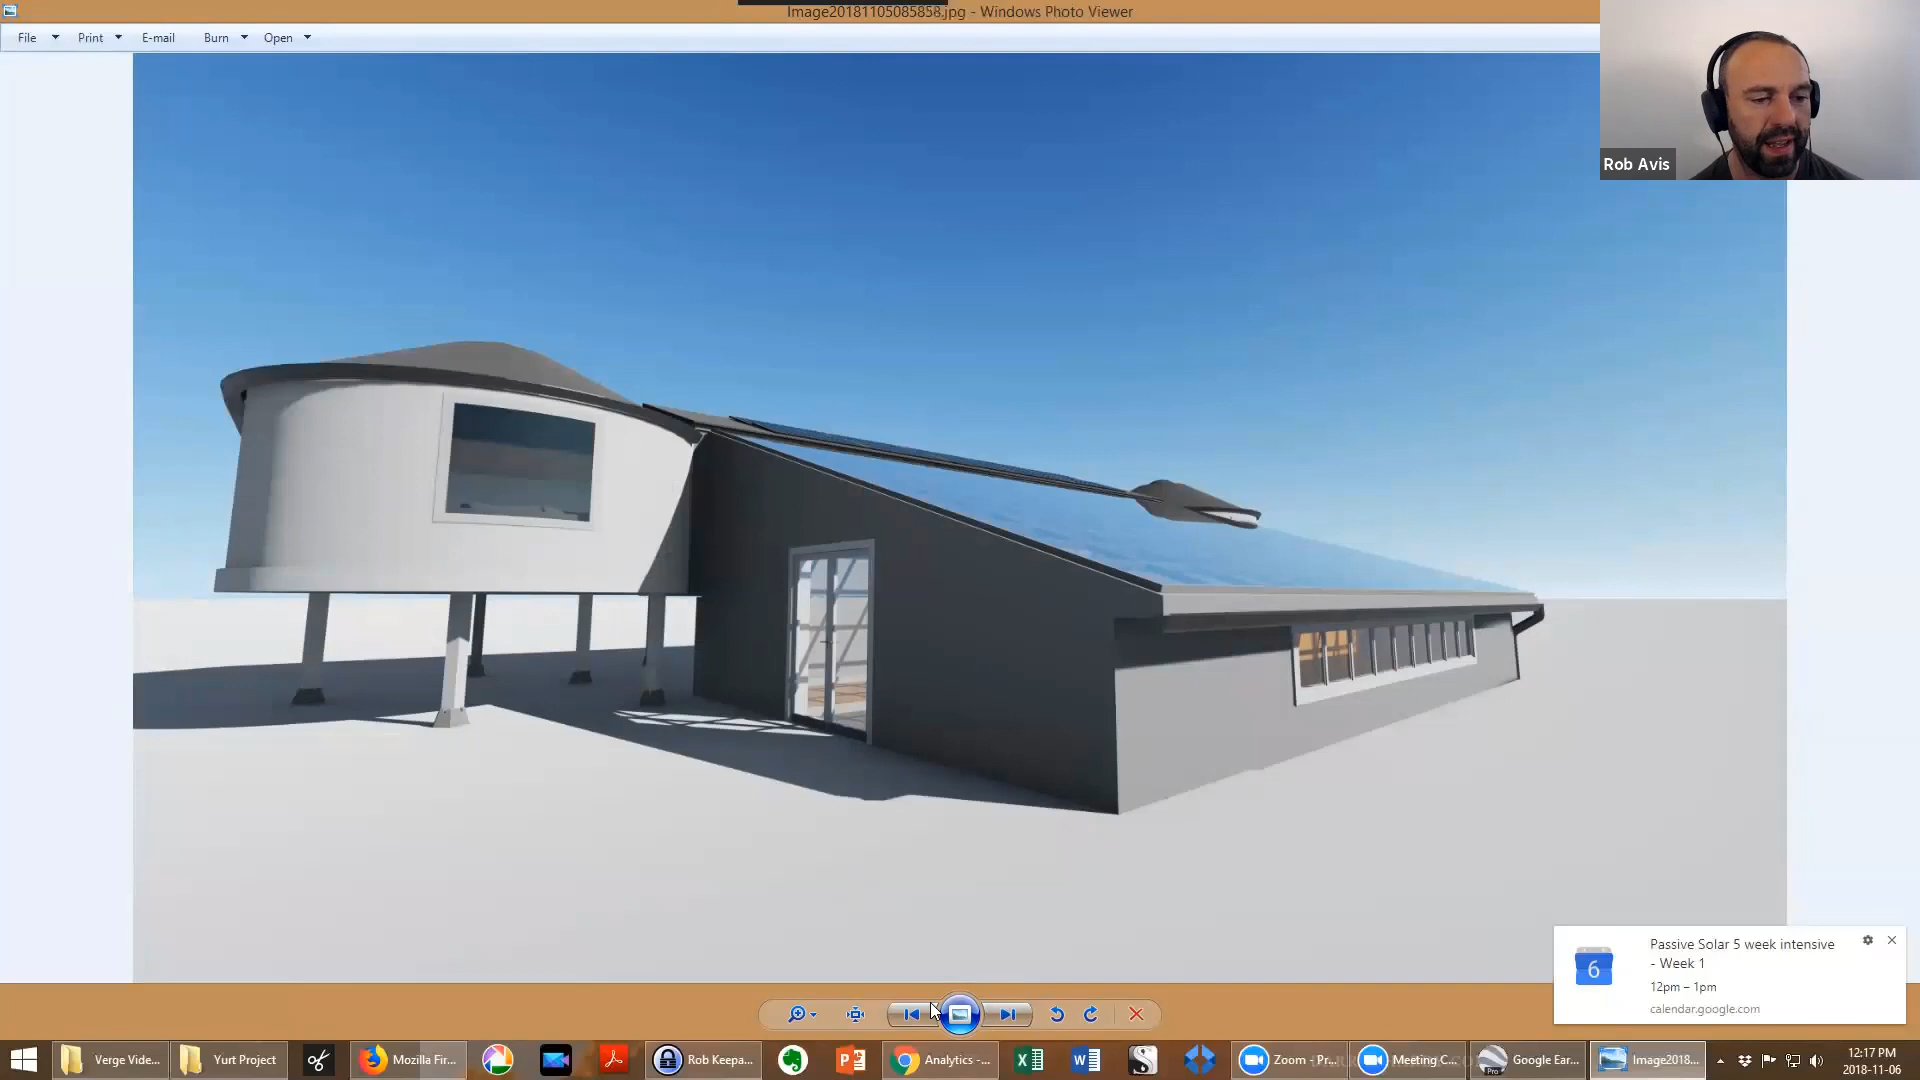 Image20181105085858.jpg - Windows Photo Viewer
File Print E-mail Burn Open
Rob Avis
Passive Solar 5 week intensive
- Week 1
6
12pm – 1pm
calendar.google.com
Verge Vide...
Yurt Project
Mozilla Fir...
Rob Keepa...
Analytics -...
Zoom - Pr...
Meeting C...
Pro
Google Ear...
Image2018...
12:17 PM
2018-11-06